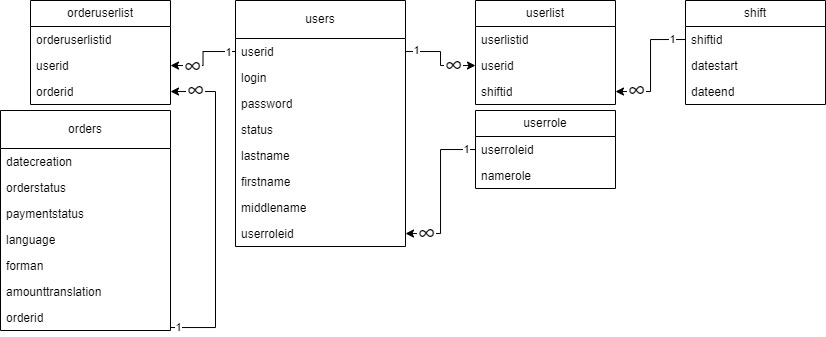 orderuserlist
orderuserlistid
userid
orderid
users
userid
login
password
status
lastname
firstname
middlename
userroleid
userlist
userlistid
userid
shiftid
shift
shiftid
datestart
dateend
orders
datecreation
orderstatus
paymentstatus
language
forman
amounttranslation
orderid
userrole
userroleid
namerole
1
∞
1
∞
1
∞
∞
1
1
∞